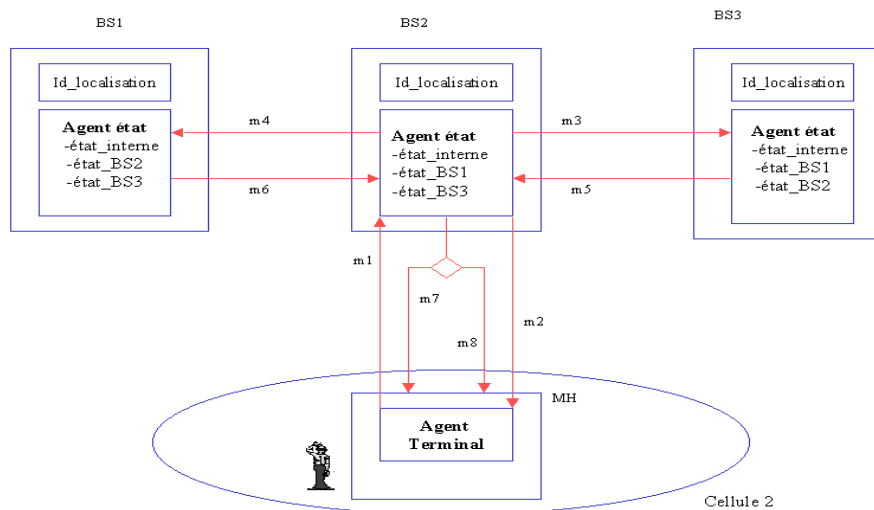 BS1
BS2
BS3
Id_localisation
Id_localisation
Id_localisation
Agent état
-état_interne
-état_BS2
-état_BS3
m4
m6
Agent état
-état_interne
-état_BS1
-état_BS3
m3
m5
Agent état
-état_interne
-état_BS1
-état_BS2
m1
m7
m8
m2
MH
Agent
Terminal
Cellule 2